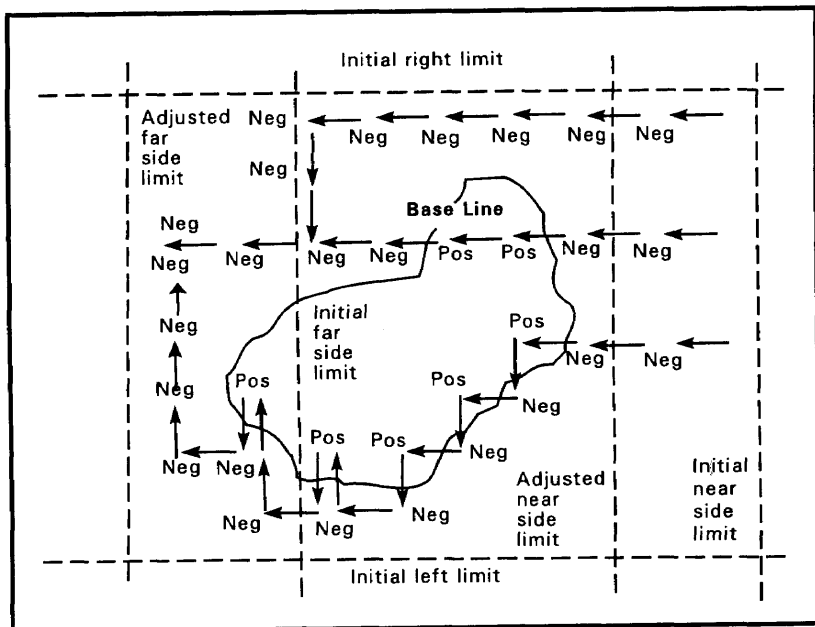 Initial right limit
Adjusted
far
side
limit
Neg
Neg Neg Neg Neg Neg
Neg
Base Line
Neg
Neg Neg Neg Neg Pos Pos Neg Neg
Initial
far
side
limit
Pos
Neg
Neg Neg
Pos
Pos
Neg
Neg
Pos
Pos
Neg
Neg Neg
Adjusted
near
side
limit
Initial
near
side
limit
Neg Neg Neg
Initial left limit